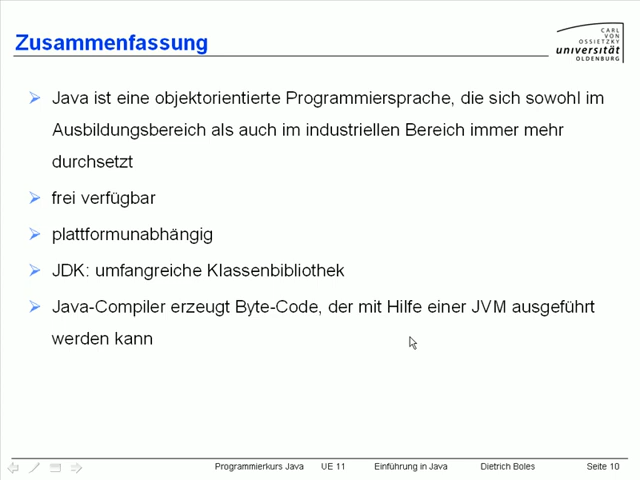 Zusammenfassung
CARL
VON
OSSIETZKY
universität
OLDENBURG
Java ist eine objektorientierte Programmiersprache, die sich sowohl im
Ausbildungsbereich als auch im industriellen Bereich immer mehr
durchsetzt
frei verfügbar
plattformunabhängig
JDK: umfangreiche Klassenbibliothek
Java-Compiler erzeugt Byte-Code, der mit Hilfe einer JVM ausgeführt
werden kann
Programmierkurs Java UE 11 Einführung in Java Dietrich Boles Seite 10